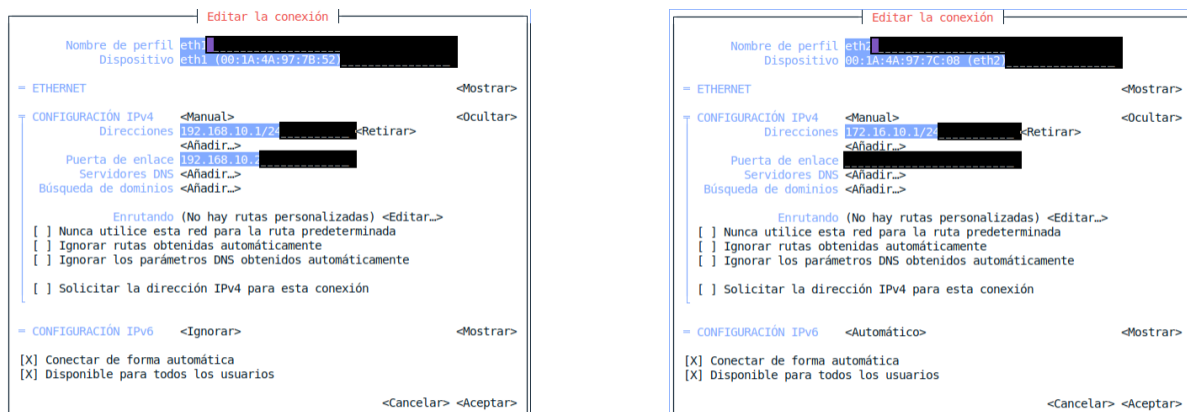 Editar la conexión
Nombre de perfil eth1
Dispositivo eth1 (00:1A:4A:97:7B:52)
= ETHERNET <Mostrar>
= CONFIGURACIÓN IPv4 <Manual> <Ocultar>
Direcciones 192.168.10.1/24 <Retirar>
<Añadir…>
Puerta de enlace 192.168.10.2
Servidores DNS <Añadir…>
Búsqueda de dominios <Añadir…>
Enrutando (No hay rutas personalizadas) <Editar…>
[ ] Nunca utilice esta red para la ruta predeterminada
[ ] Ignorar rutas obtenidas automáticamente
[ ] Ignorar los parámetros DNS obtenidos automáticamente
[ ] Solicitar la dirección IPv4 para esta conexión
= CONFIGURACIÓN IPv6 <Ignorar> <Mostrar>
[X] Conectar de forma automática
[X] Disponible para todos los usuarios
<Cancelar> <Aceptar>
Editar la conexión
Nombre de perfil eth2
Dispositivo 00:1A:4A:97:7C:08 (eth2)
= ETHERNET <Mostrar>
= CONFIGURACIÓN IPv4 <Manual> <Ocultar>
Direcciones 172.16.10.1/24 <Retirar>
<Añadir…>
Puerta de enlace
Servidores DNS <Añadir…>
Búsqueda de dominios <Añadir…>
Enrutando (No hay rutas personalizadas) <Editar…>
[ ] Nunca utilice esta red para la ruta predeterminada
[ ] Ignorar rutas obtenidas automáticamente
[ ] Ignorar los parámetros DNS obtenidos automáticamente
[ ] Solicitar la dirección IPv4 para esta conexión
= CONFIGURACIÓN IPv6 <Automático> <Mostrar>
[X] Conectar de forma automática
[X] Disponible para todos los usuarios
<Cancelar> <Aceptar>